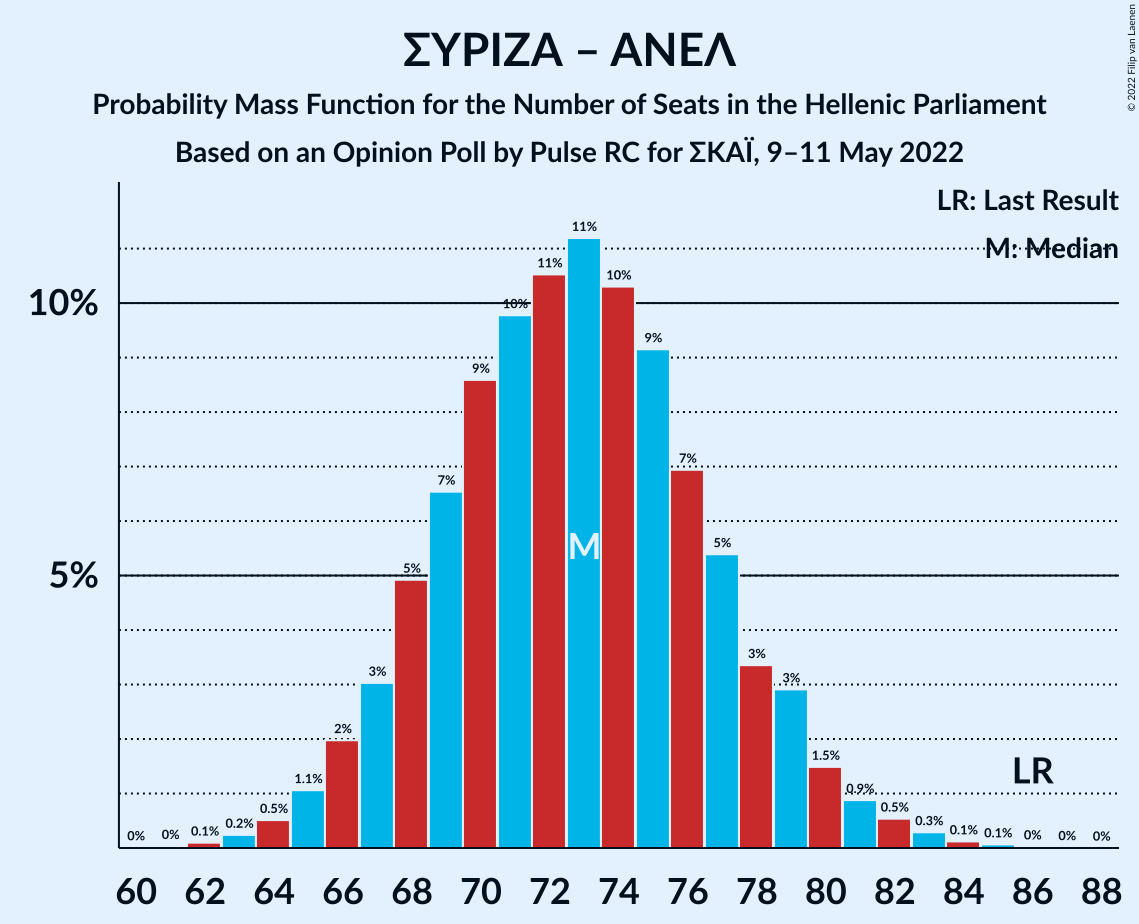 ΣΥΡΙΖΑ – ΑΝΕΛ
Probability Mass Function for the Number of Seats in the Hellenic Parliament
Based on an Opinion Poll by Pulse RC for ΣΚΑΪ, 9–11 May 2022
© 2022 Filip van Laenen
LR: Last Result
M: Median
10%
5%
0% 0% 0.1% 0.2% 0.5% 1.1% 2% 3% 5% 7% 9% 10% 11% 11% 10% 9% 7% 5% 3% 3% 1.5% 0.9% 0.5% 0.3% 0.1% 0.1% 0% 0% 0%
M
LR
60 62 64 66 68 70 72 74 76 78 80 82 84 86 88